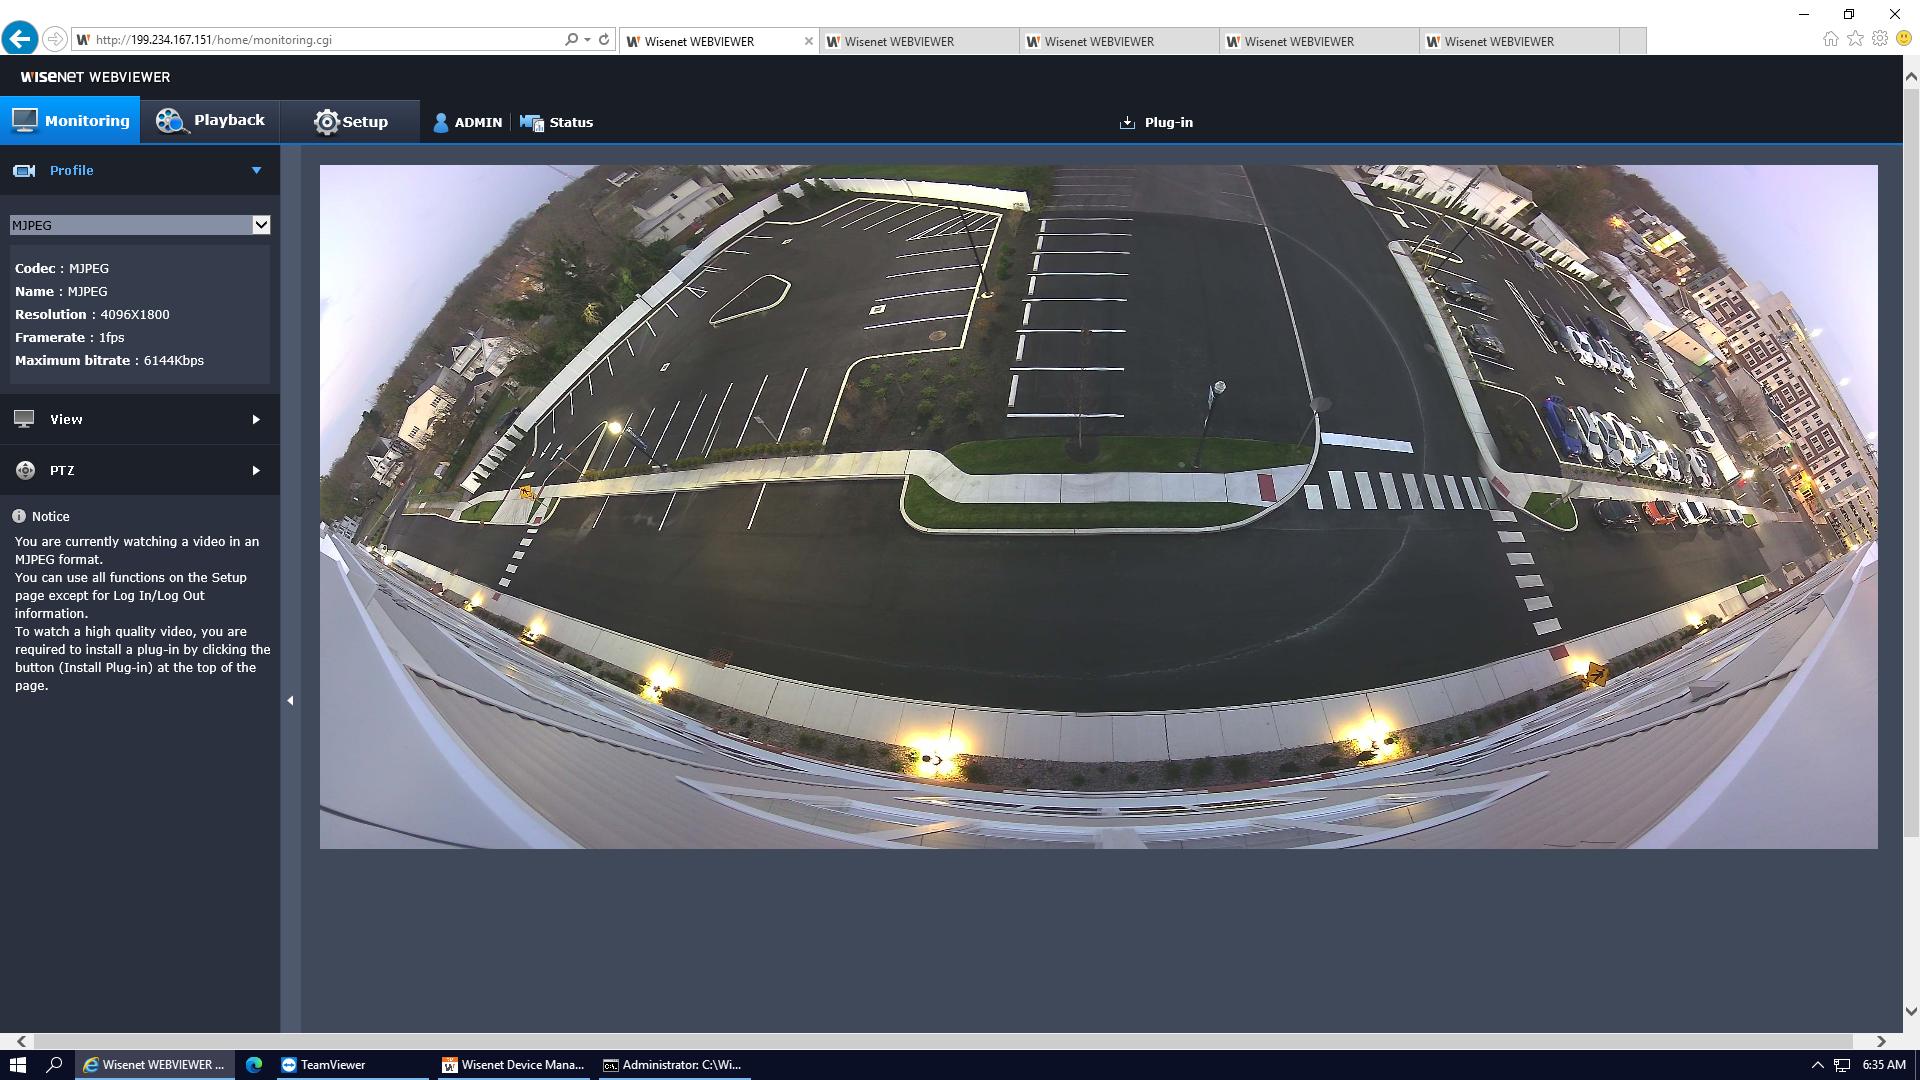 http://199.234.167.151/home/monitoring.cgi
Wisenet WEBVIEWER
Wisenet WEBVIEWER
Wisenet WEBVIEWER
Wisenet WEBVIEWER
Wisenet WEBVIEWER
WISENET WEBVIEWER
Monitoring
Playback
Setup
ADMIN
Status
Plug-in
Profile
MJPEG
Codec : MJPEG
Name : MJPEG
Resolution : 4096X1800
Framerate : 1fps
Maximum bitrate : 6144Kbps
View
PTZ
Notice
You are currently watching a video in an
MJPEG format.
You can use all functions on the Setup
page except for Log In/Log Out
information.
To watch a high quality video, you are
required to install a plug-in by clicking the
button (Install Plug-in) at the top of the
page.
Wisenet WEBVIEWER ...
TeamViewer
Wisenet Device Mana...
Administrator: C:\Wi...
6:35 AM